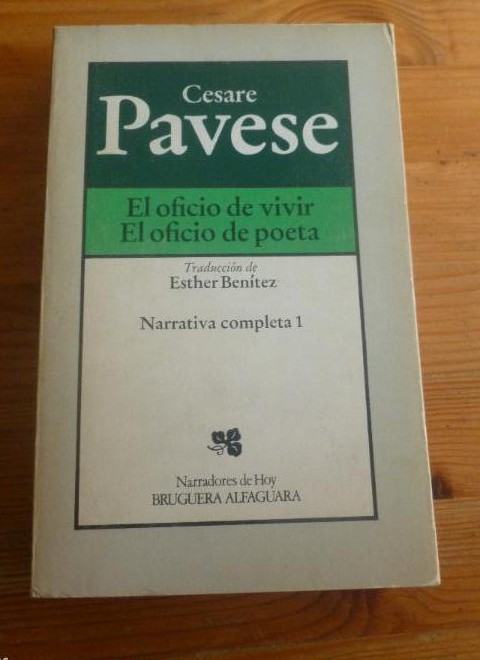 Cesare
Pavese
El oficio de vivir
El oficio de poeta
Traducción de
Esther Benítez
Narrativa completa 1
Narradores de Hoy
BRUGUERA ALFAGUARA